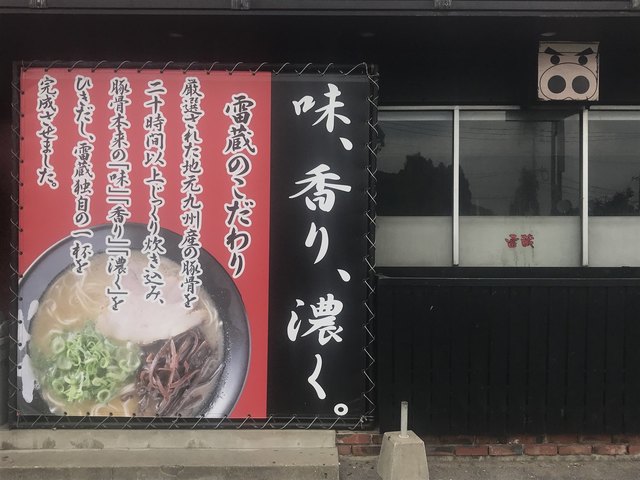 味、香り、濃く。
雷蔵のこだわり
厳選された地元九州産の豚骨を
二十時間以上じっくり炊き込み、
豚骨本来の「味」「香り」「濃く」を
ひきだし、雷蔵独自の一杯を
完成させました。
雷蔵